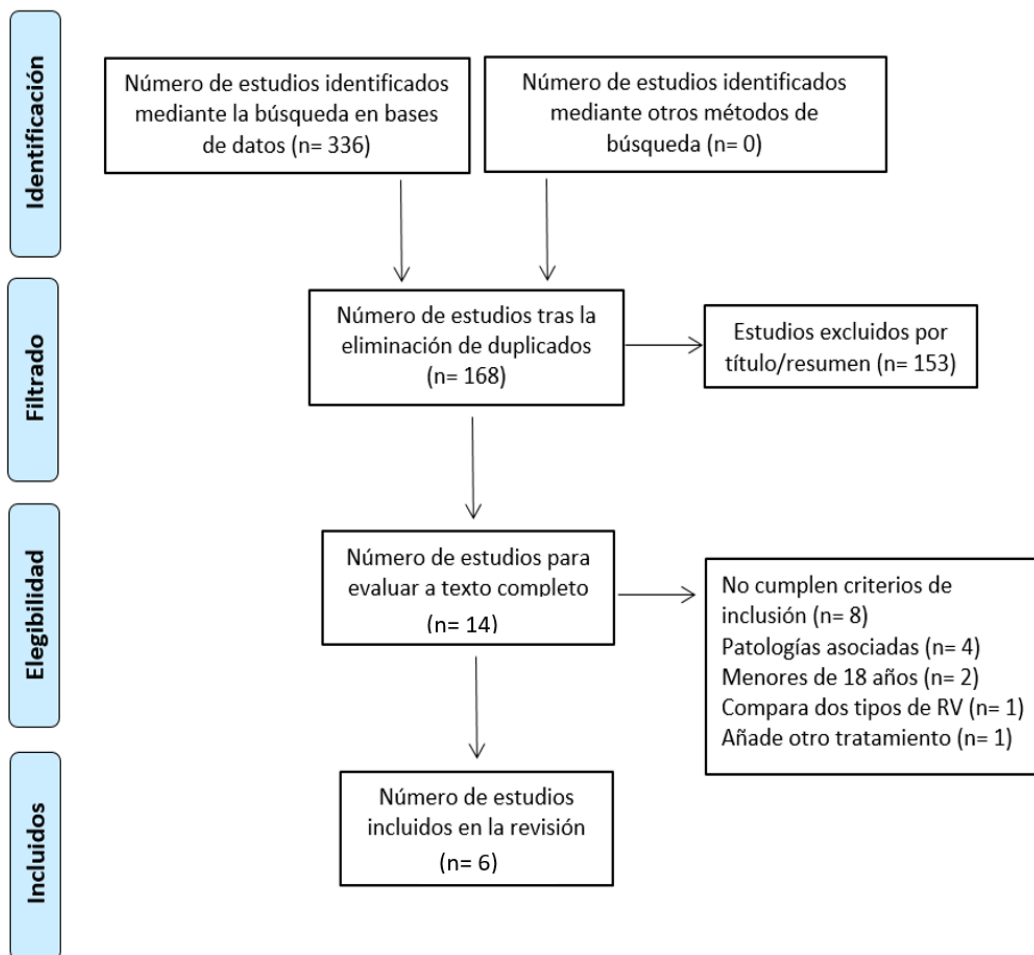 Identificación
Número de estudios identificados
mediante la búsqueda en bases
de datos (n= 336)
Número de estudios identificados
mediante otros métodos de
búsqueda (n= 0)
Filtrado
Número de estudios tras la
eliminación de duplicados
(n= 168)
Estudios excluidos por
título/resumen (n= 153)
Elegibilidad
Número de estudios para
evaluar a texto completo
(n= 14)
No cumplen criterios de
inclusión (n= 8)
Patologías asociadas (n= 4)
Menores de 18 años (n= 2)
Compara dos tipos de RV (n= 1)
Añade otro tratamiento (n= 1)
Incluidos
Número de estudios
incluidos en la revisión
(n= 6)